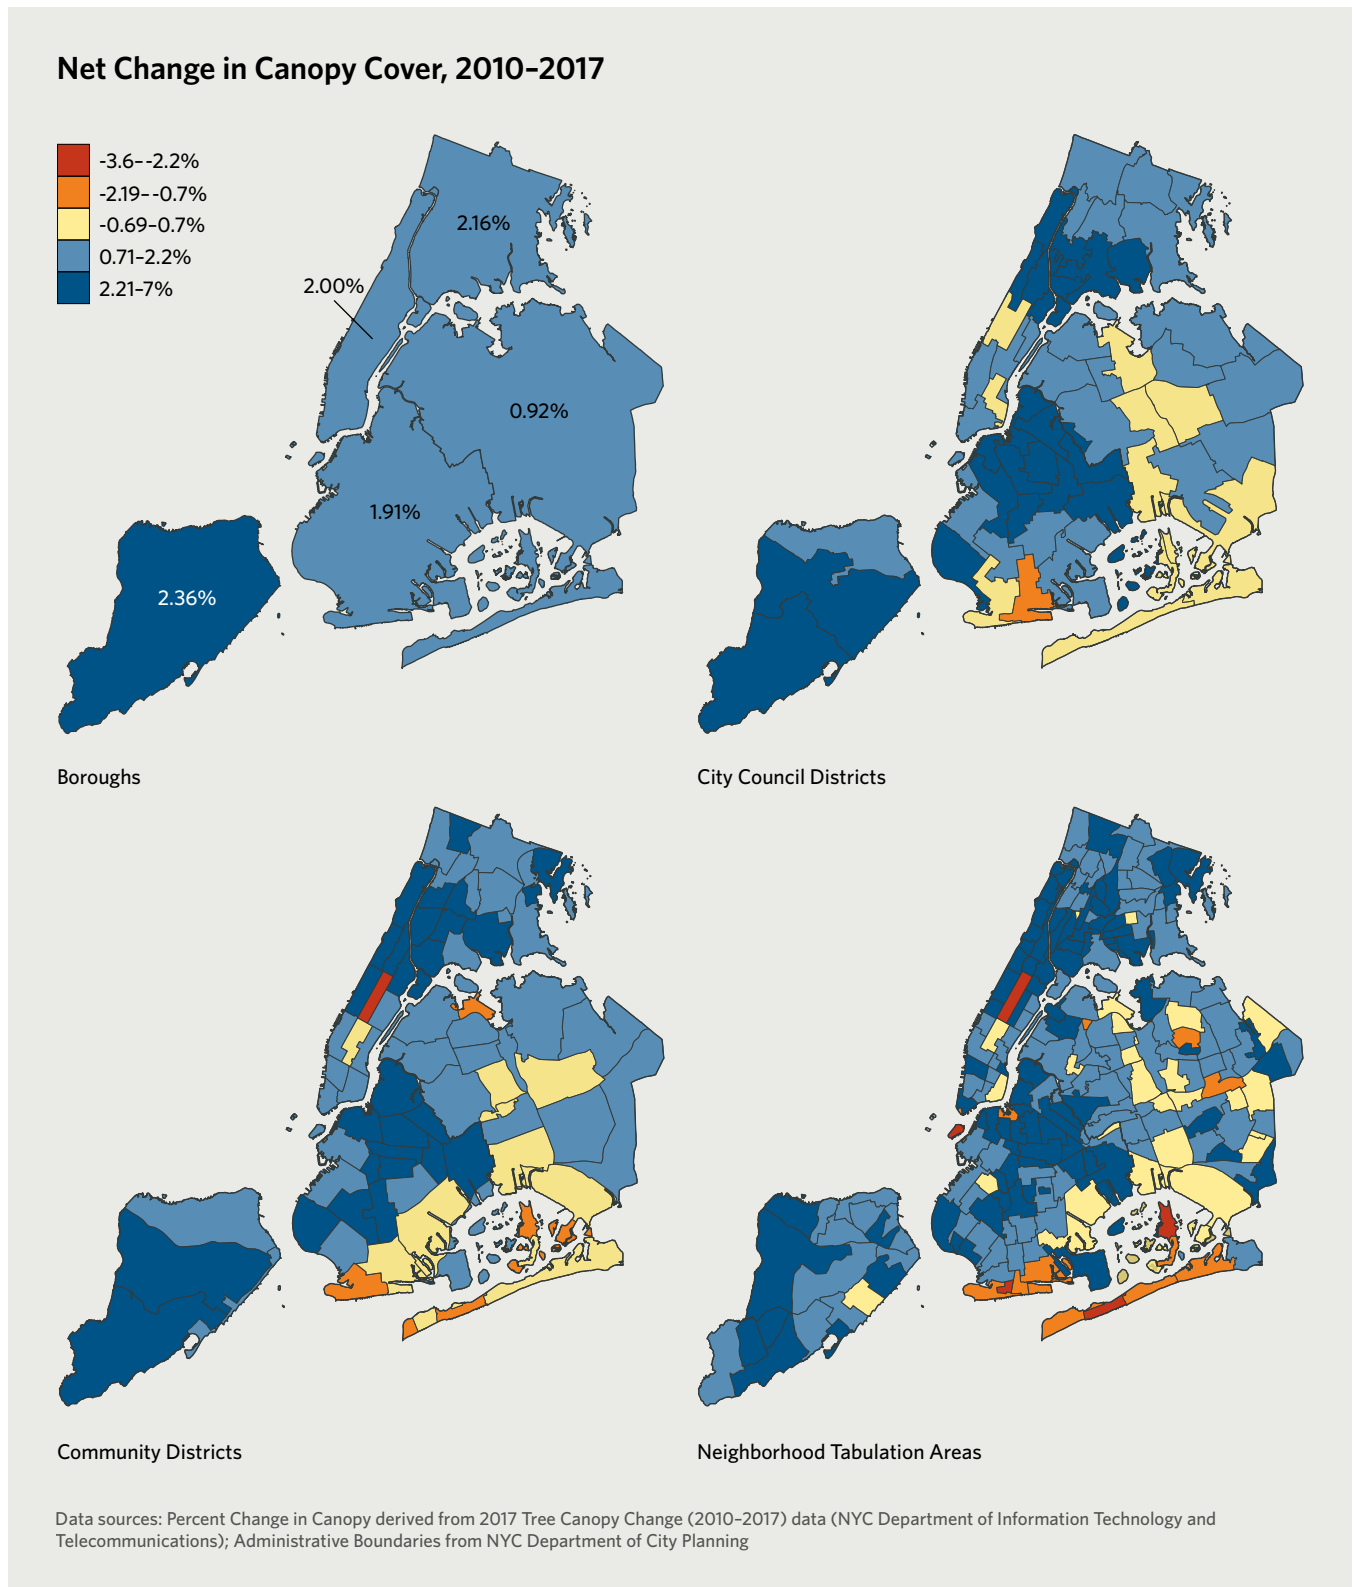 Net Change in Canopy Cover, 2010–2017
-3.6–-2.2%
-2.19–-0.7%
-0.69–0.7%
0.71–2.2%
2.21–7%
2.16%
2.00%
0.92%
1.91%
2.36%
Boroughs
City Council Districts
Community Districts
Neighborhood Tabulation Areas
Data sources: Percent Change in Canopy derived from 2017 Tree Canopy Change (2010–2017) data (NYC Department of Information Technology and
Telecommunications); Administrative Boundaries from NYC Department of City Planning